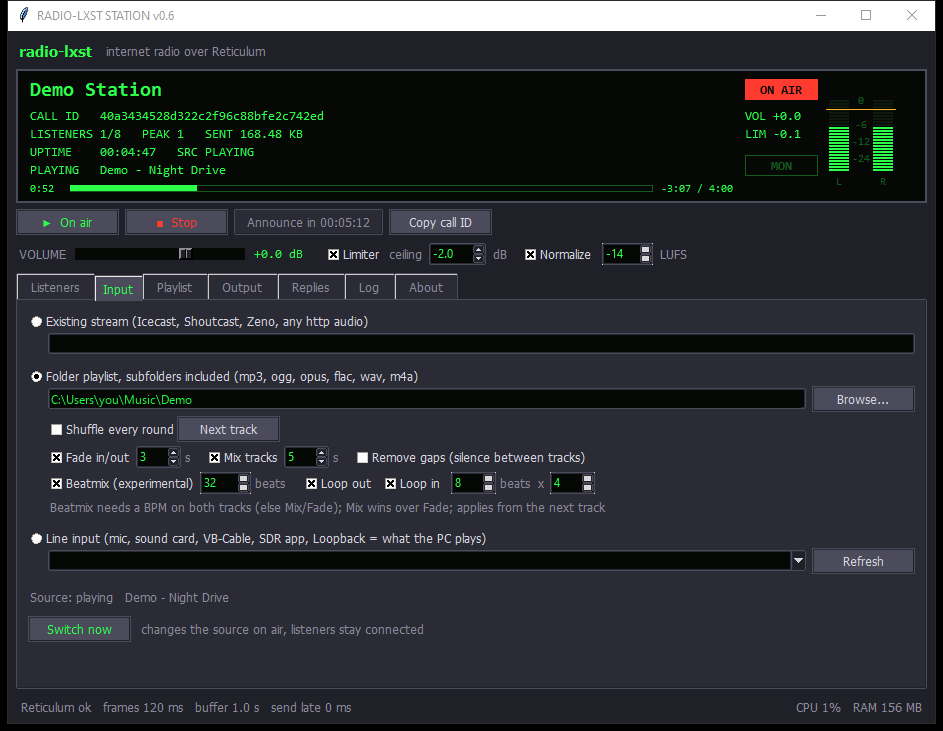 RADIO-LXST STATION v0.6
radio-lxst internet radio over Reticulum
Demo Station
ON AIR
CALL ID 40a3434528d322c2f96c88bfe2c742ed
LISTENERS 1/8 PEAK 1 SENT 168.48 KB
UPTIME 00:04:47 SRC PLAYING
PLAYING Demo - Night Drive
0:52 -3:07 / 4:00
VOL +0.0
LIM -0.1
MON
0
-6
-12
-24
L R
► On air ■ Stop Announce in 00:05:12 Copy call ID
VOLUME +0.0 dB Limiter ceiling -2.0 dB Normalize -14 LUFS
Listeners Input Playlist Output Replies Log About
Existing stream (Icecast, Shoutcast, Zeno, any http audio)
Folder playlist, subfolders included (mp3, ogg, opus, flac, wav, m4a)
C:\Users\you\Music\Demo Browse...
Shuffle every round Next track
Fade in/out 3 s Mix tracks 5 s Remove gaps (silence between tracks)
Beatmix (experimental) 32 beats Loop out Loop in 8 beats x 4
Beatmix needs a BPM on both tracks (else Mix/Fade); Mix wins over Fade; applies from the next track
Line input (mic, sound card, VB-Cable, SDR app, Loopback = what the PC plays)
Refresh
Source: playing Demo - Night Drive
Switch now changes the source on air, listeners stay connected
Reticulum ok frames 120 ms buffer 1.0 s send late 0 ms CPU 1% RAM 156 MB